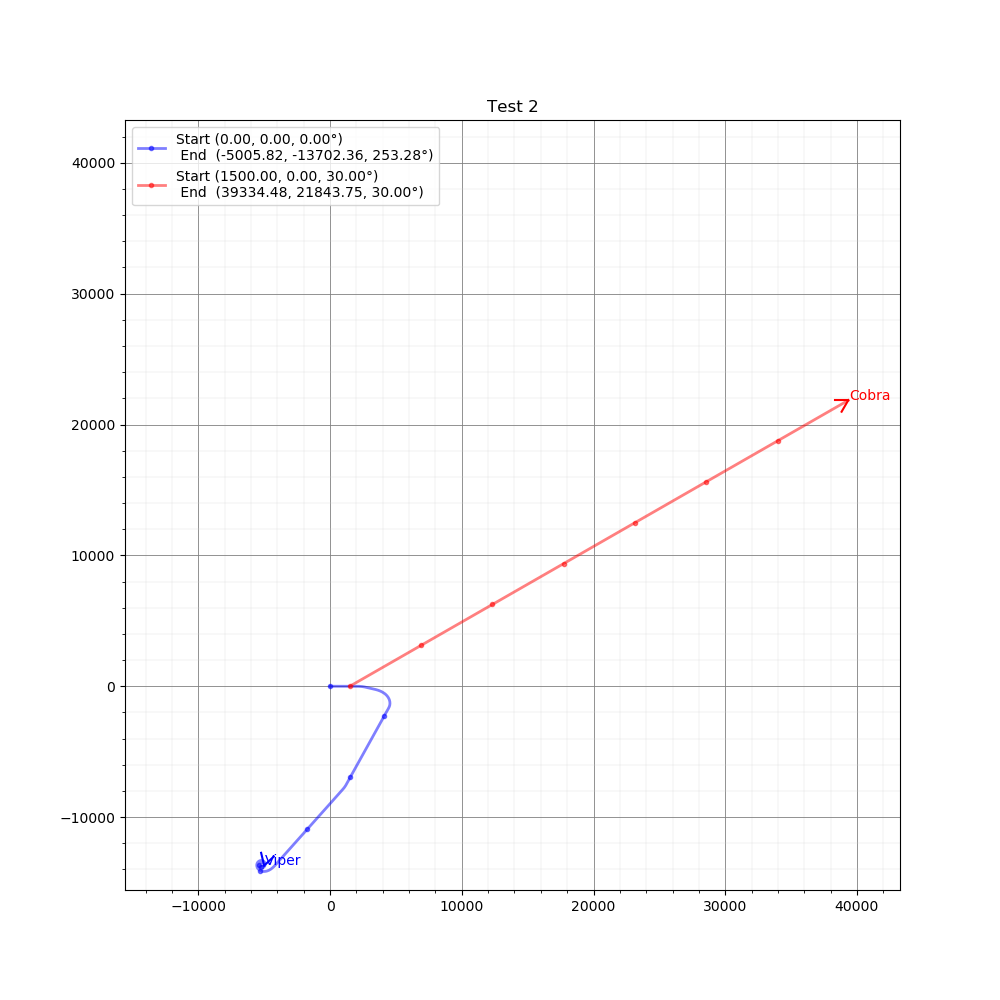 Test 2
Start (0.00, 0.00, 0.00°)
End (-5005.82, -13702.36, 253.28°)
Start (1500.00, 0.00, 30.00°)
End (39334.48, 21843.75, 30.00°)
40000
30000
20000
10000
0
−10000
Cobra
Viper
−10000
0
10000
20000
30000
40000